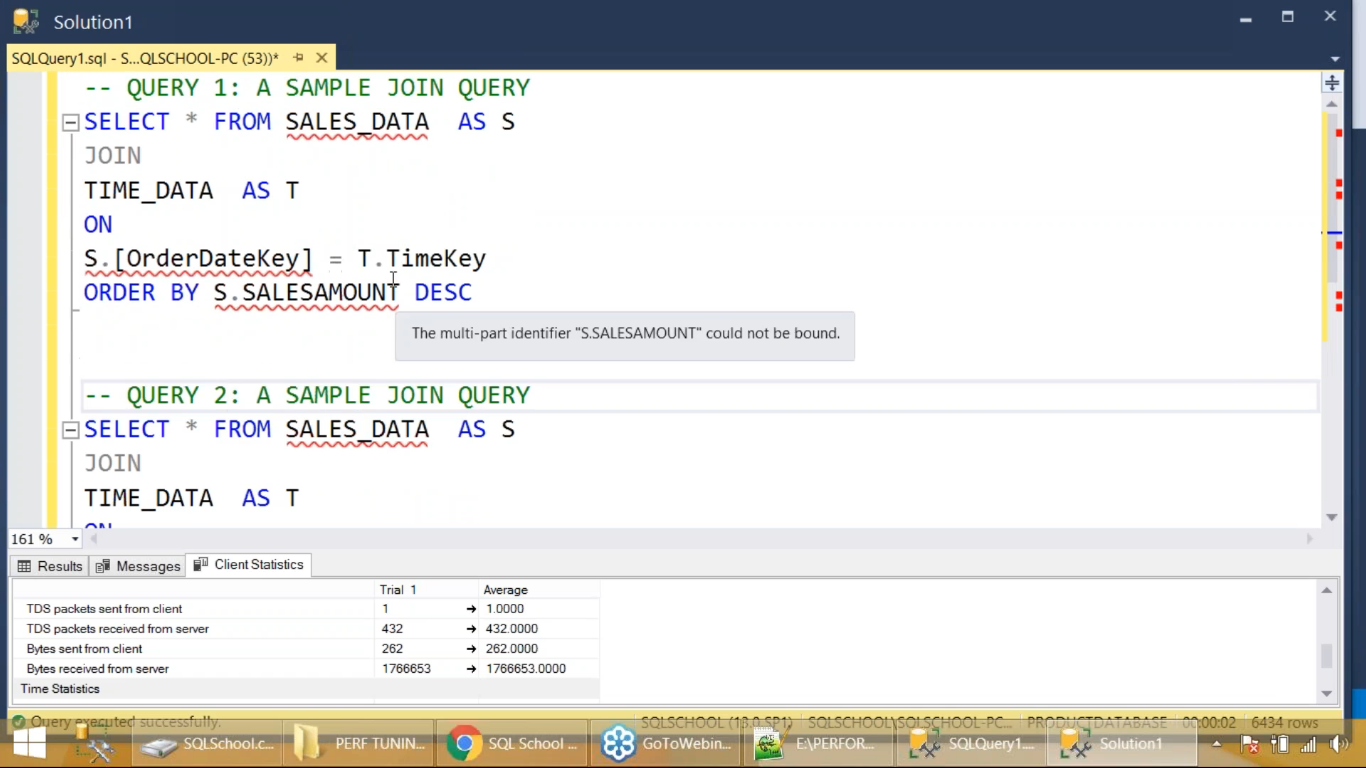 Solution1
SQLQuery1.sql - S...QLSCHOOL-PC (53))*
-- QUERY 1: A SAMPLE JOIN QUERY
SELECT * FROM SALES_DATA AS S
JOIN
TIME_DATA AS T
ON
S.[OrderDateKey] = T.TimeKey
ORDER BY S.SALESAMOUNT DESC
The multi-part identifier "S.SALESAMOUNT" could not be bound.
-- QUERY 2: A SAMPLE JOIN QUERY
SELECT * FROM SALES_DATA AS S
JOIN
TIME_DATA AS T
ON
161 %
Results Messages Client Statistics
Trial 1 Average
TDS packets sent from client 1 → 1.0000
TDS packets received from server 432 → 432.0000
Bytes sent from client 262 → 262.0000
Bytes received from server 1766653 → 1766653.0000
Time Statistics
Query executed successfully. SQLSCHOOL (13.0 SP1) SQLSCHOOL\SQLSCHOOL-PC... PRODUCTDATABASE 00:00:02 6434 rows
SQLSchool.c... PERF TUNIN... SQL School ... GoToWebin... E:\PERFOR... SQLQuery1.... Solution1